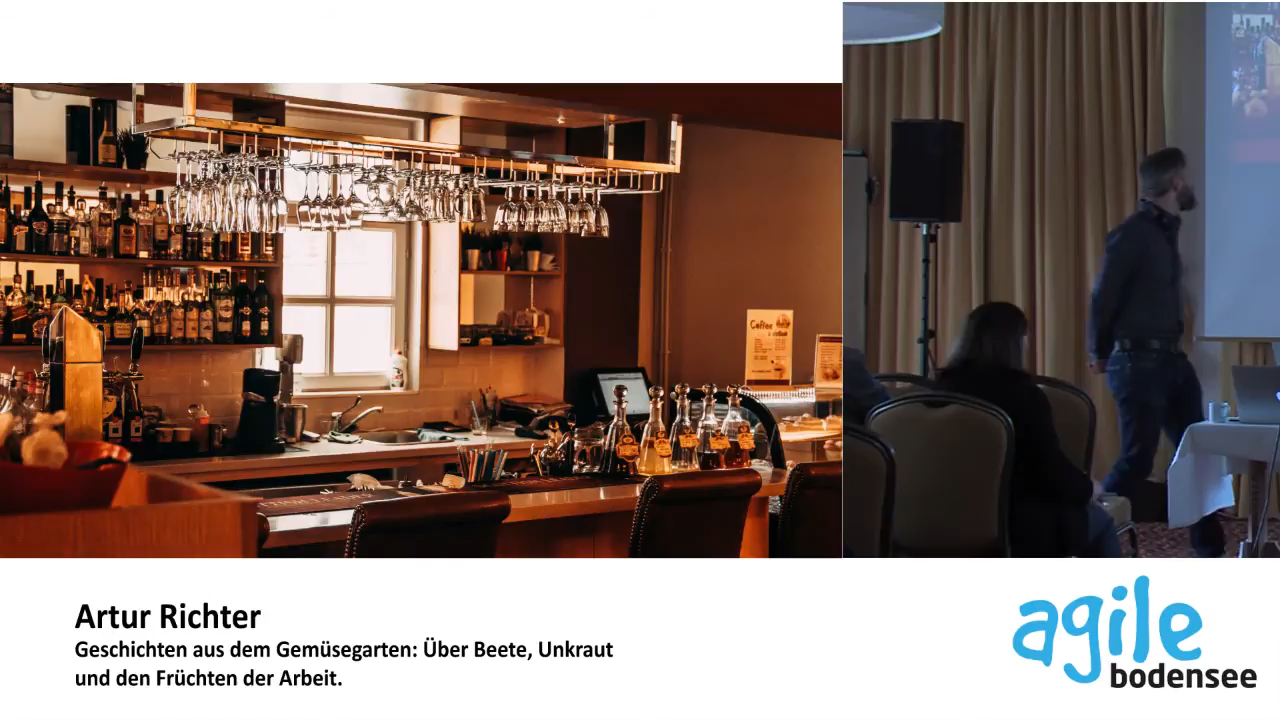 Coffee
Artur Richter
Geschichten aus dem Gemüsegarten: Über Beete, Unkraut
und den Früchten der Arbeit.
agile
bodensee